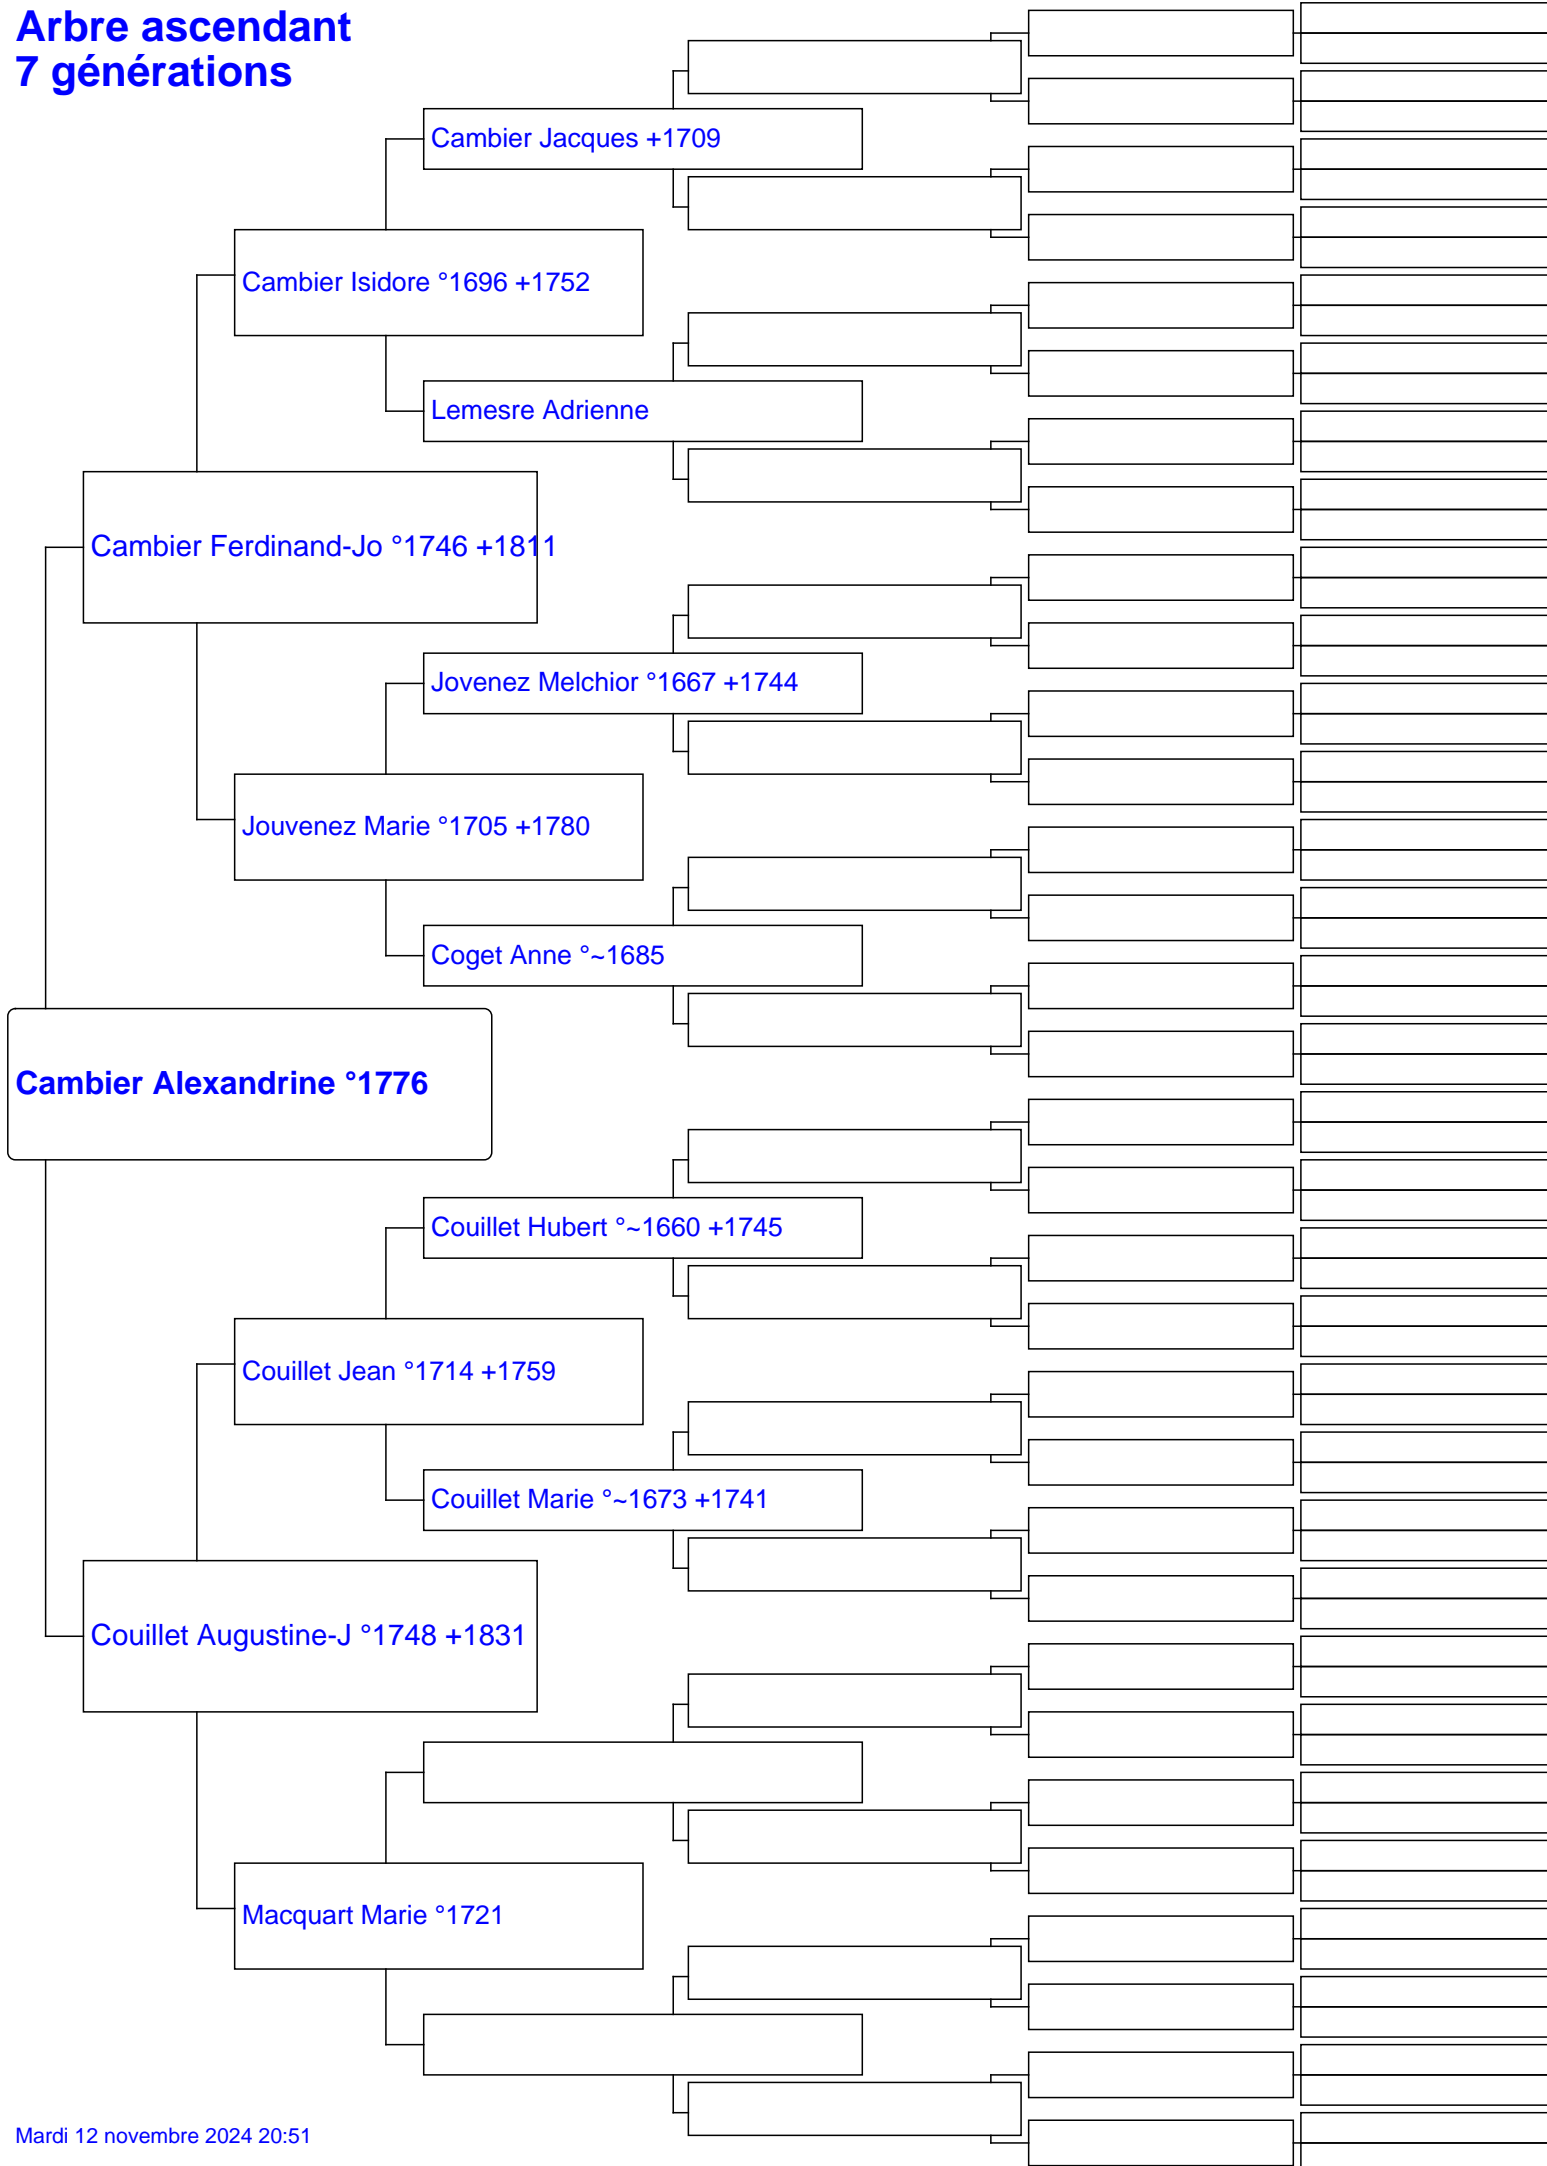 Arbre ascendant
7 générations
Cambier Jacques +1709
Cambier Isidore °1696 +1752
Lemesre Adrienne
Cambier Ferdinand-Jo °1746 +1811
Jovenez Melchior °1667 +1744
Jouvenez Marie °1705 +1780
Coget Anne °~1685
Cambier Alexandrine °1776
Couillet Hubert °~1660 +1745
Couillet Jean °1714 +1759
Couillet Marie °~1673 +1741
Couillet Augustine-J °1748 +1831
Macquart Marie °1721
Mardi 12 novembre 2024 20:51